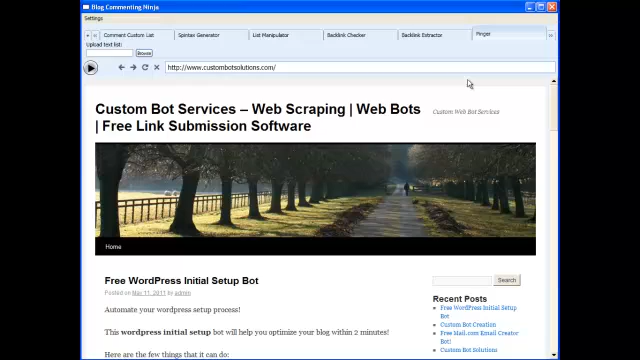 Blog Commenting Ninja
Settings
Comment Custom List
Spintax Generator
List Manipulator
Backlink Checker
Backlink Extractor
Pinger
Upload text list:
Browse
http://www.custombotsolutions.com/
Custom Bot Services – Web Scraping | Web Bots
| Free Link Submission Software
Custom Web Bot Services
Home
Free WordPress Initial Setup Bot
Posted on May 11, 2011 by admin
Automate your wordpress setup process!
This wordpress initial setup bot will help you optimize your blog within 2 minutes!
Here are the few things that it can do:
Search
Recent Posts
Free WordPress Initial Setup
Bot
Custom Bot Creation
Free Mail.com Email Creator
Bot!
Custom Bot Solutions